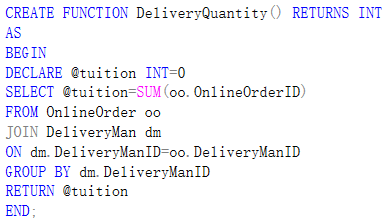 CREATE FUNCTION DeliveryQuantity() RETURNS INT
AS
BEGIN
DECLARE @tuition INT=0
SELECT @tuition=SUM(oo.OnlineOrderID)
FROM OnlineOrder oo
JOIN DeliveryMan dm
ON dm.DeliveryManID=oo.DeliveryManID
GROUP BY dm.DeliveryManID
RETURN @tuition
END;